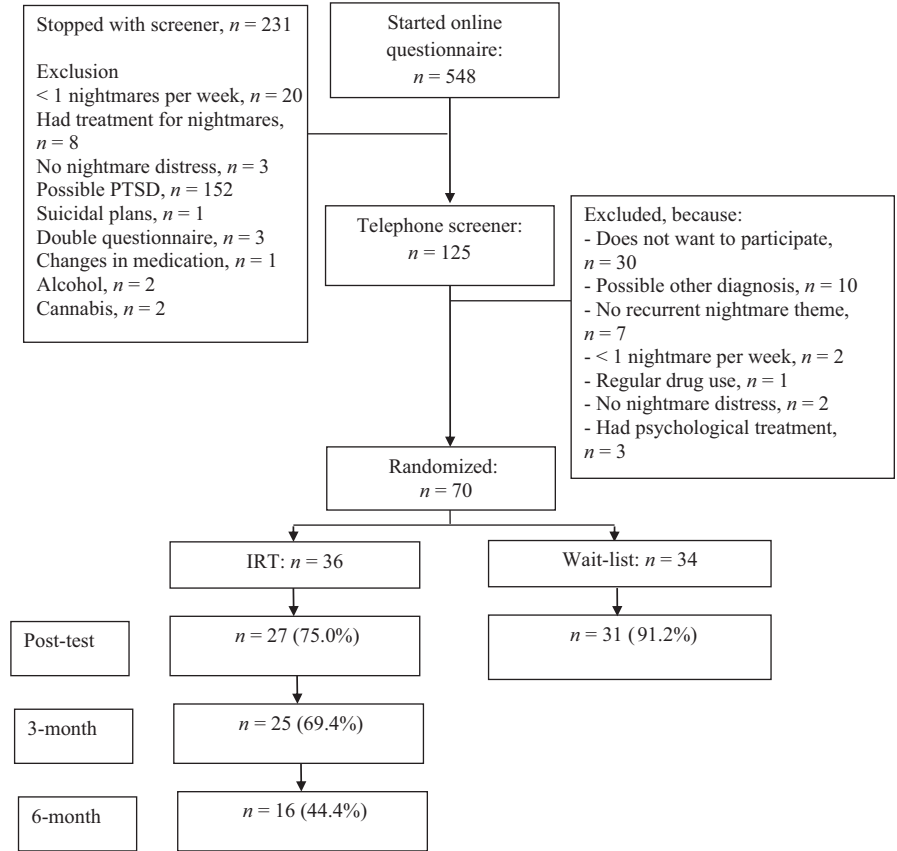 Stopped with screener, n = 231
Exclusion
< 1 nightmares per week, n = 20
Had treatment for nightmares,
n = 8
No nightmare distress, n = 3
Possible PTSD, n = 152
Suicidal plans, n = 1
Double questionnaire, n = 3
Changes in medication, n = 1
Alcohol, n = 2
Cannabis, n = 2
Started online
questionnaire:
n = 548
Telephone screener:
n = 125
Excluded, because:
- Does not want to participate,
n = 30
- Possible other diagnosis, n = 10
- No recurrent nightmare theme,
n = 7
- < 1 nightmare per week, n = 2
- Regular drug use, n = 1
- No nightmare distress, n = 2
- Had psychological treatment,
n = 3
Randomized:
n = 70
IRT: n = 36
Wait-list: n = 34
Post-test
n = 27 (75.0%)
n = 31 (91.2%)
3-month
n = 25 (69.4%)
6-month
n = 16 (44.4%)